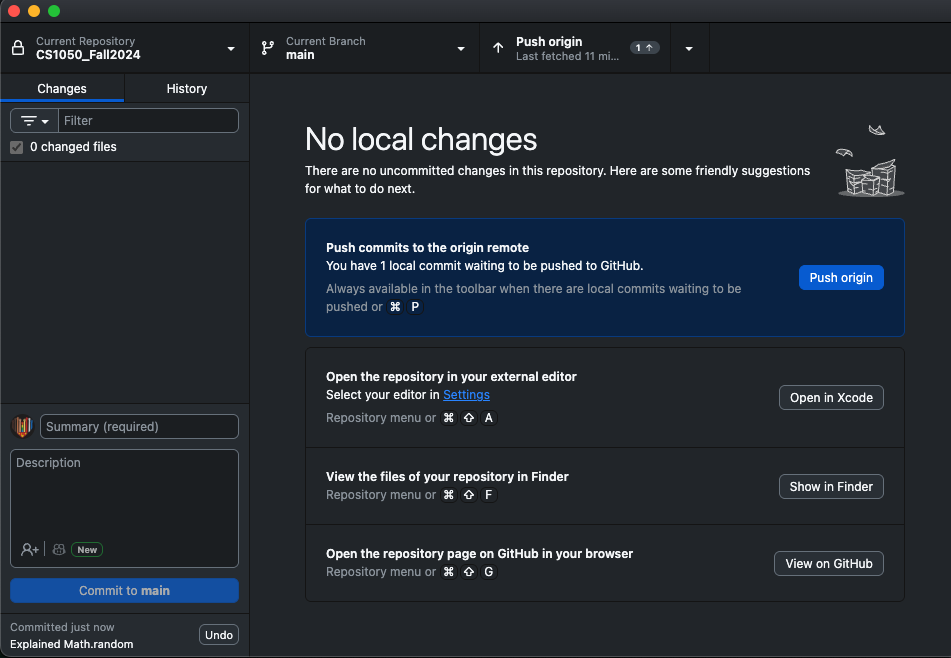 Current Repository
CS1050_Fall2024
Current Branch
main
Push origin
Last fetched 11 mi...
1
Changes
History
Filter
0 changed files
No local changes
There are no uncommitted changes in this repository. Here are some friendly suggestions
for what to do next.
Push commits to the origin remote
You have 1 local commit waiting to be pushed to GitHub.
Always available in the toolbar when there are local commits waiting to be
pushed or ⌘ P
Push origin
Open the repository in your external editor
Select your editor in Settings
Repository menu or ⌘ ⇧ A
Open in Xcode
View the files of your repository in Finder
Repository menu or ⌘ ⇧ F
Show in Finder
Open the repository page on GitHub in your browser
Repository menu or ⌘ ⇧ G
View on GitHub
Summary (required)
Description
New
Commit to main
Committed just now
Explained Math.random
Undo